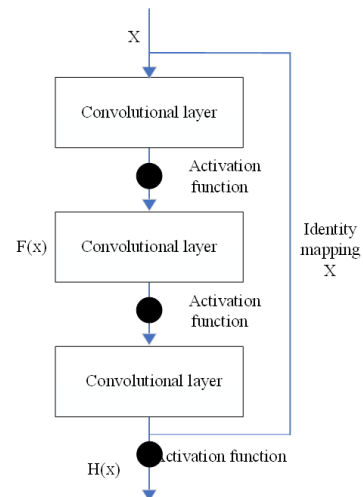 X
Convolutional layer
Activation
function
F(x)
Convolutional layer
Identity
mapping
X
Activation
function
Convolutional layer
Activation function
H(x)